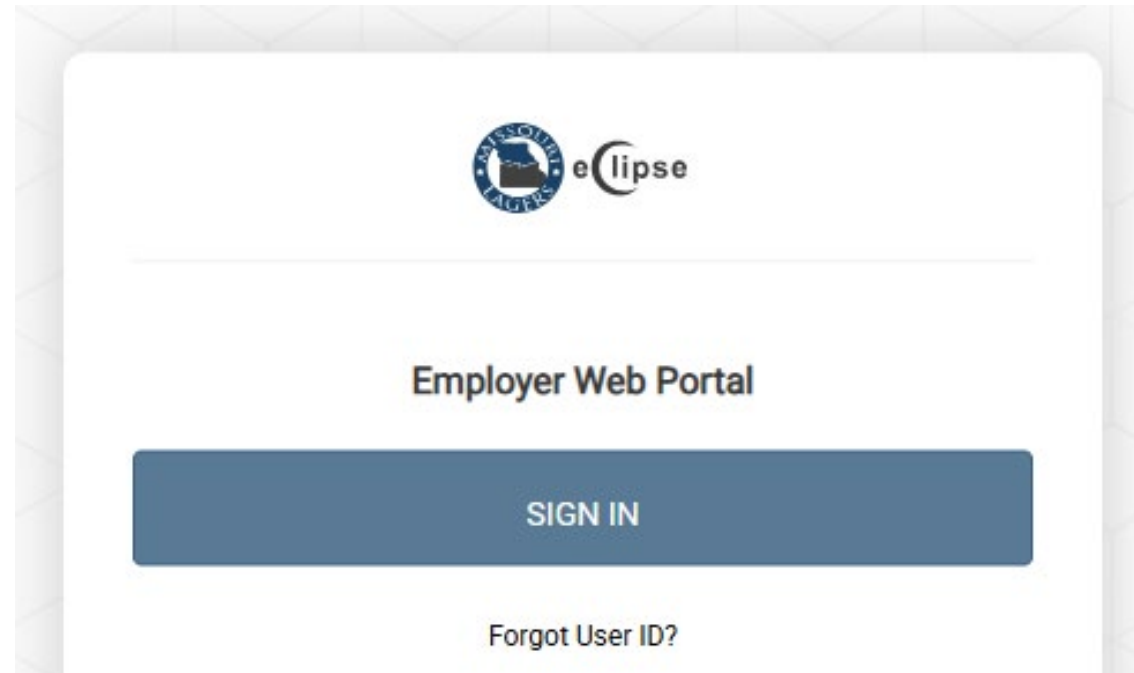 MISSOURI LAGERS
eClipse
Employer Web Portal
SIGN IN
Forgot User ID?